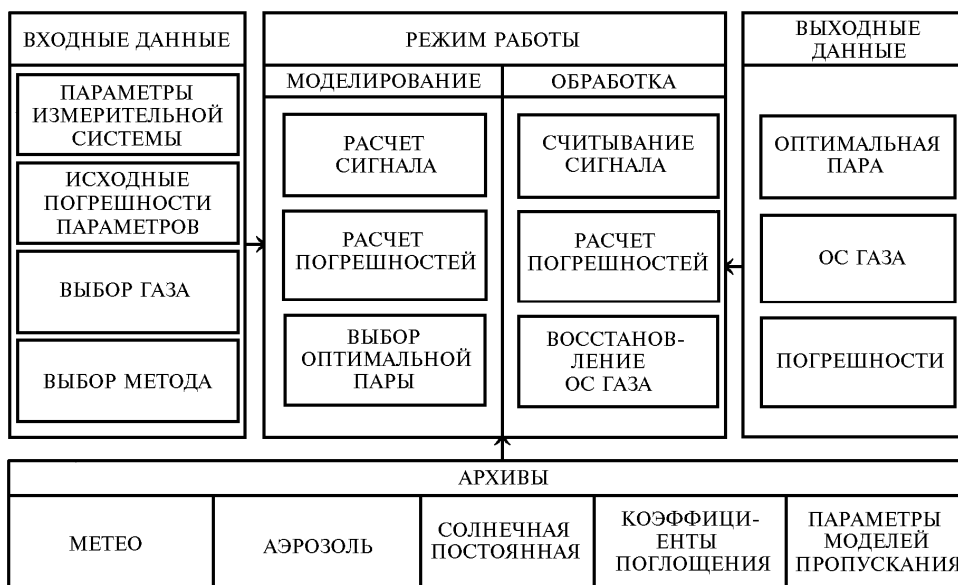 ВХОДНЫЕ ДАННЫЕ
ПАРАМЕТРЫ
ИЗМЕРИТЕЛЬНОЙ
СИСТЕМЫ
ИСХОДНЫЕ
ПОГРЕШНОСТИ
ПАРАМЕТРОВ
ВЫБОР ГАЗА
ВЫБОР МЕТОДА
РЕЖИМ РАБОТЫ
МОДЕЛИРОВАНИЕ
РАСЧЕТ
СИГНАЛА
РАСЧЕТ
ПОГРЕШНОСТЕЙ
ВЫБОР
ОПТИМАЛЬНОЙ
ПАРЫ
ОБРАБОТКА
СЧИТЫВАНИЕ
СИГНАЛА
РАСЧЕТ
ПОГРЕШНОСТЕЙ
ВОССТАНОВ-
ЛЕНИЕ
ОС ГАЗА
ВЫХОДНЫЕ
ДАННЫЕ
ОПТИМАЛЬНАЯ
ПАРА
ОС ГАЗА
ПОГРЕШНОСТИ
АРХИВЫ
МЕТЕО
АЭРОЗОЛЬ
СОЛНЕЧНАЯ
ПОСТОЯННАЯ
КОЭФФИЦИ-
ЕНТЫ
ПОГЛОЩЕНИЯ
ПАРАМЕТРЫ
МОДЕЛЕЙ
ПРОПУСКАНИЯ